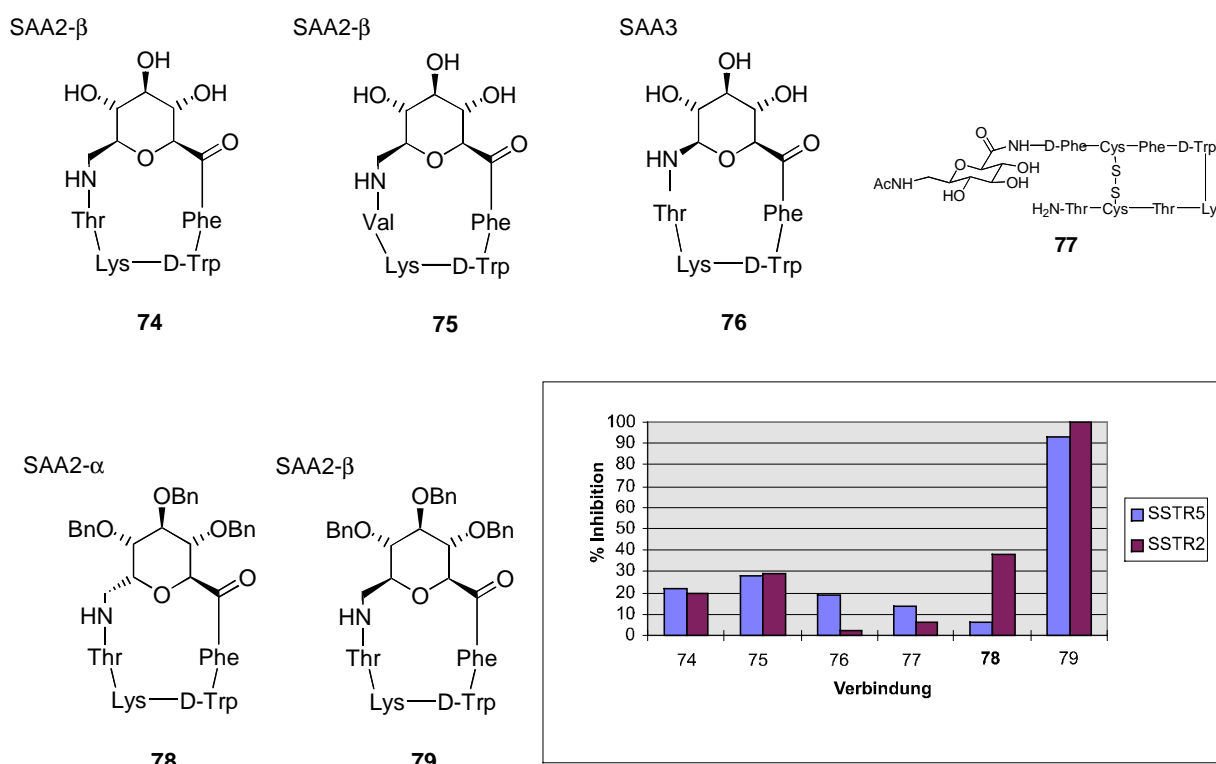 SAA2-β
SAA2-β
SAA3
OH
HO OH
O
O
HN
Thr
Phe
Lys D-Trp
74
OH
HO OH
O
O
HN
Val
Phe
Lys D-Trp
75
OH
HO OH
O
O
HN
Thr
Phe
Lys D-Trp
76
O
NH D-Phe Cys Phe D-Trp
O
AcNH
OH
HO OH
S
S
H₂N-Thr Cys Thr Ly
77
SAA2-α
SAA2-β
OBn
BnO OBn
O
O
HN
Thr
Phe
Lys D-Trp
78
OBn
BnO OBn
O
O
HN
Thr
Phe
Lys D-Trp
79
% Inhibition
100
90
80
70
60
50
40
30
20
10
0
74 75 76 77 78 79
Verbindung
SSTR5
SSTR2